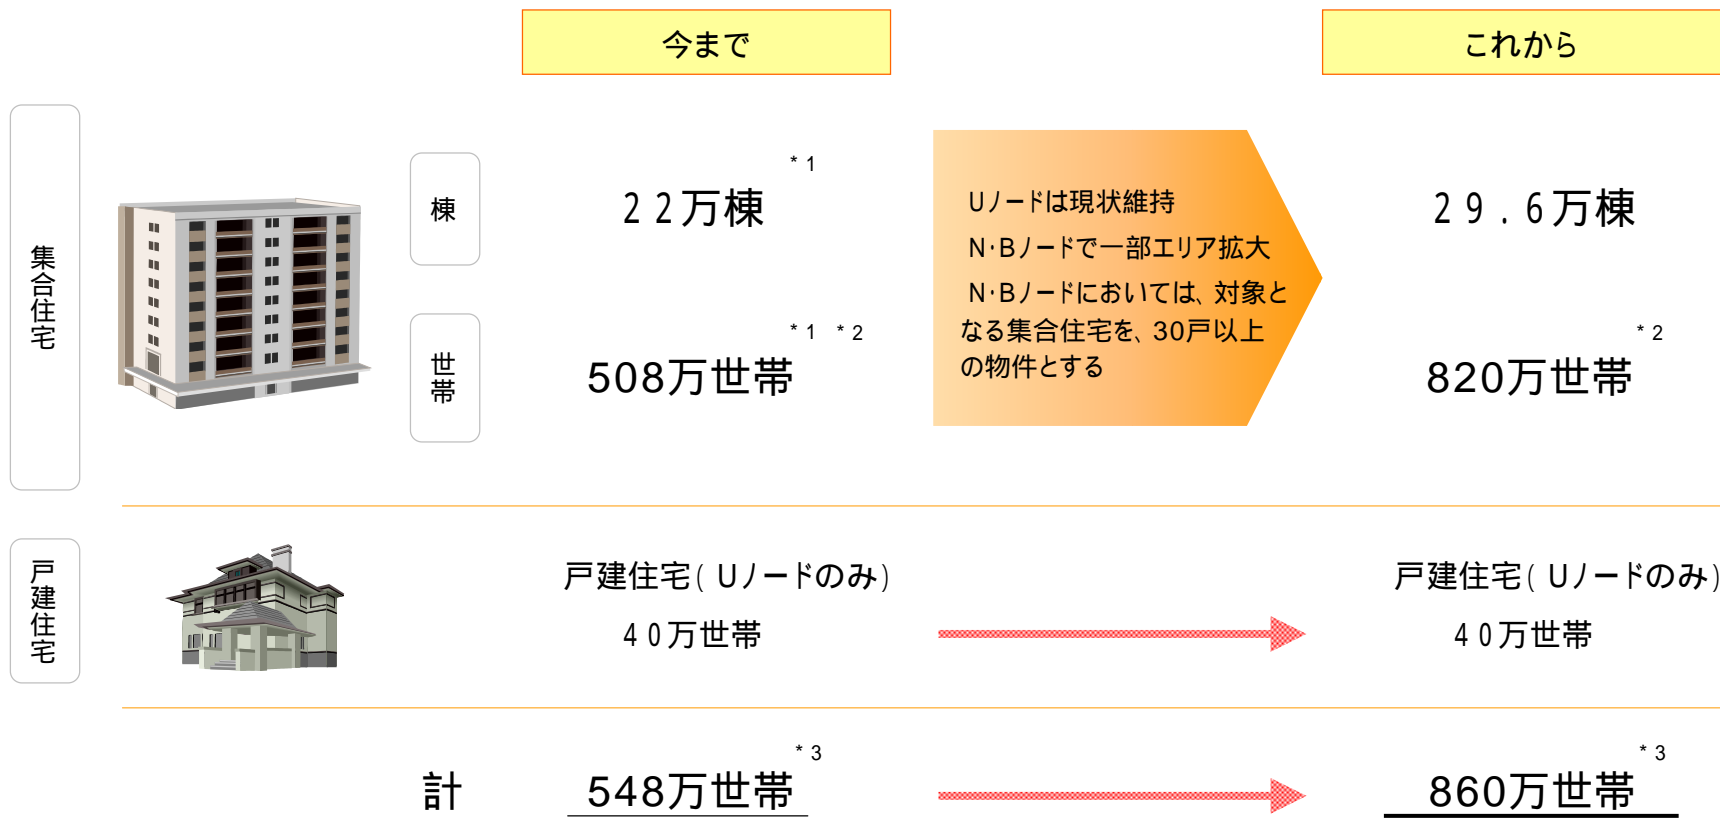 今まで
これから
集合住宅
棟
22万棟 *1
Uノードは現状維持
N・Bノードで一部エリア拡大
N・Bノードにおいては、対象と
なる集合住宅を、30戸以上
の物件とする
29.6万棟
世帯
508万世帯 *1 *2
820万世帯 *2
戸建住宅
戸建住宅(Uノードのみ)
40万世帯
戸建住宅(Uノードのみ)
40万世帯
計
548万世帯 *3
860万世帯 *3